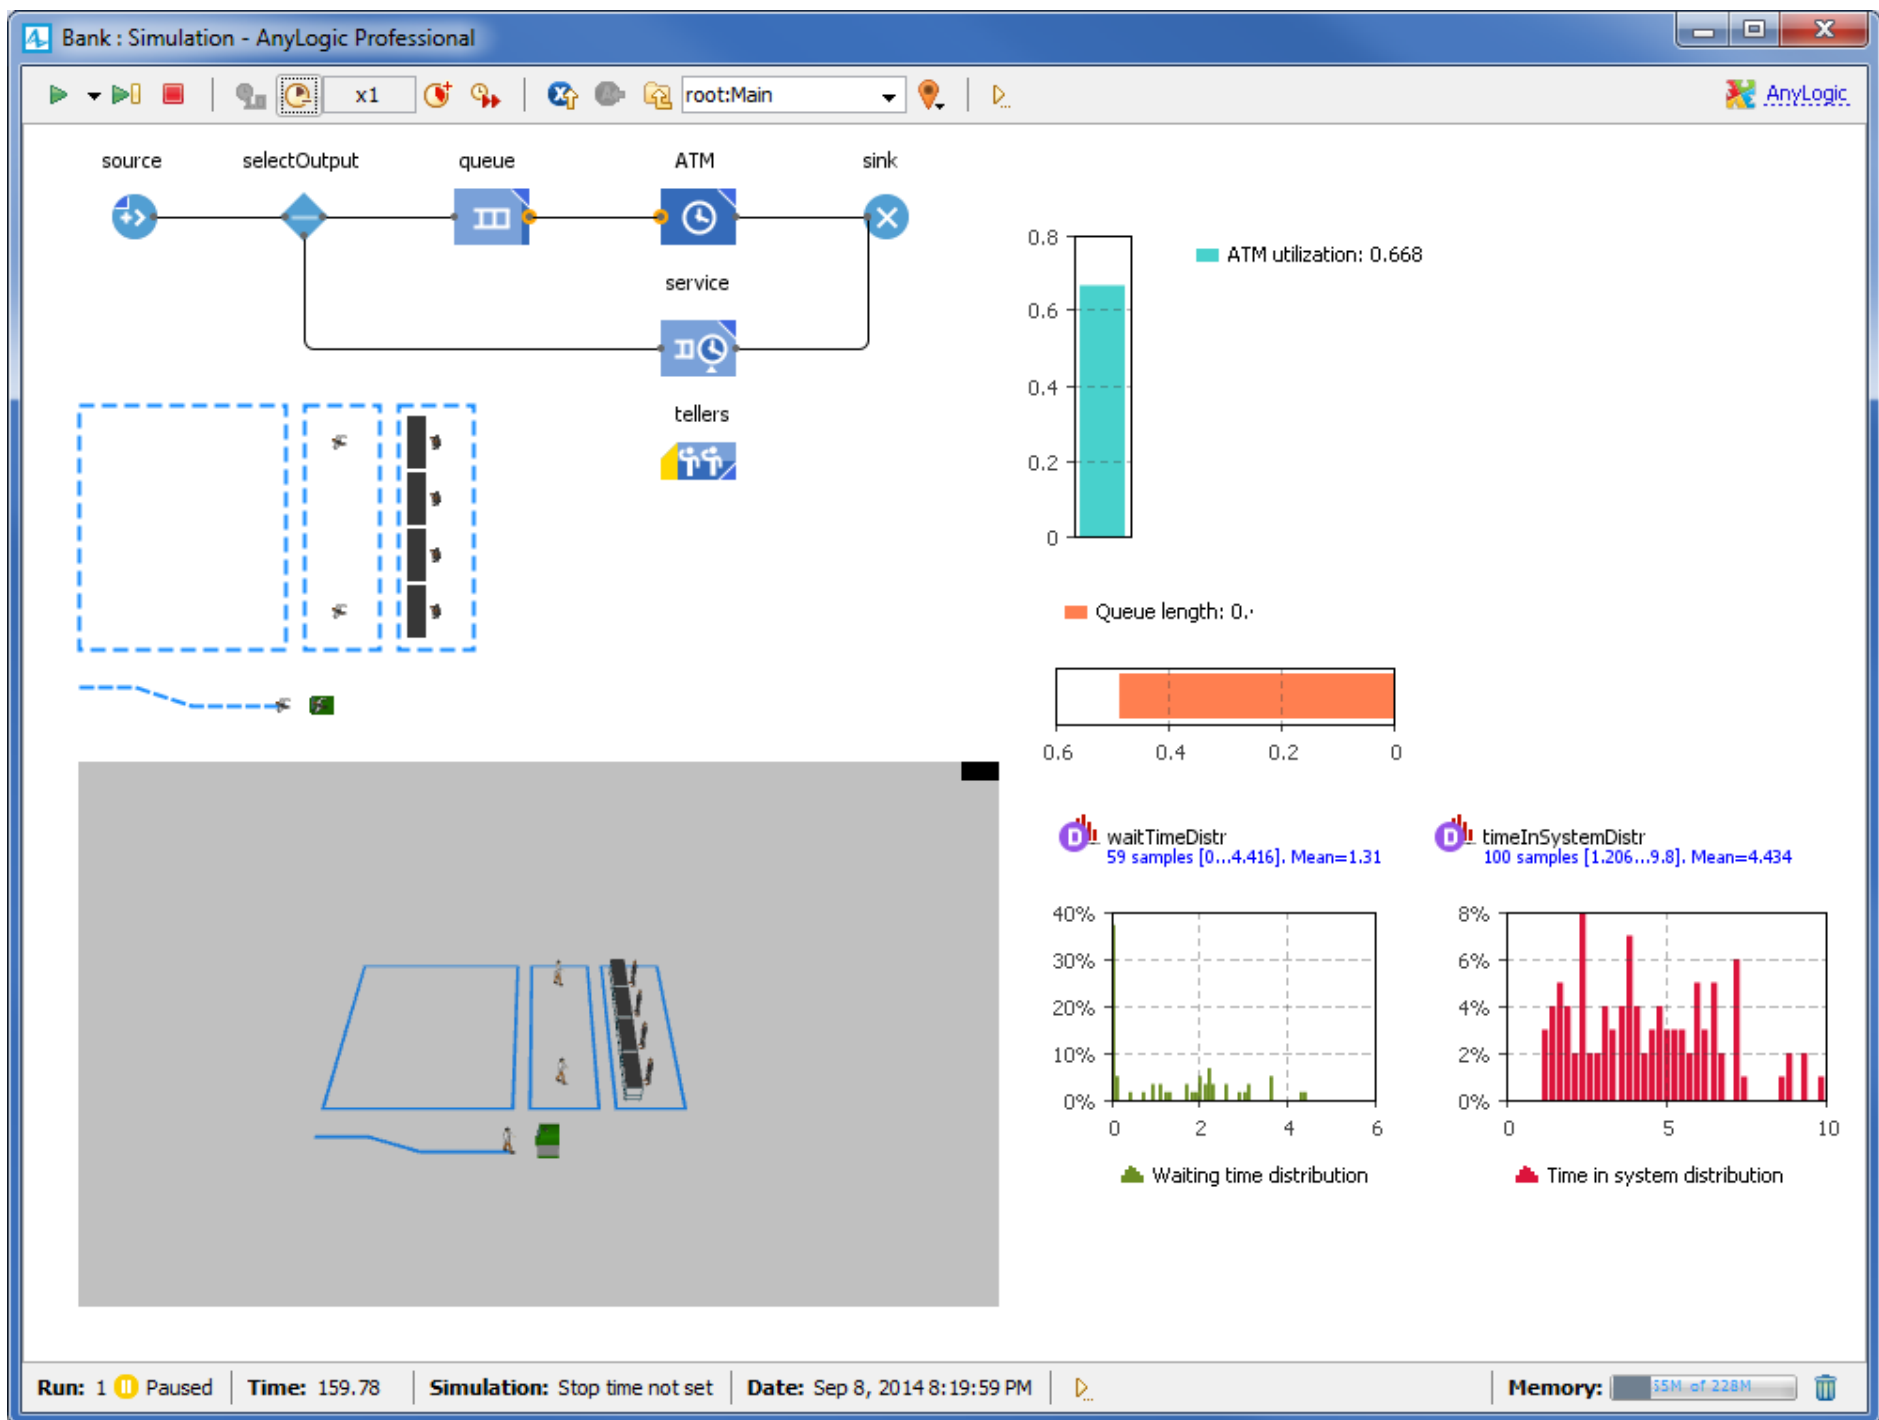 Bank : Simulation - AnyLogic Professional
x1
root:Main
AnyLogic
source
selectOutput
queue
ATM
sink
service
tellers
0.8
0.6
0.4
0.2
0
ATM utilization: 0.668
Queue length: 0.
0.6 0.4 0.2 0
waitTimeDistr
59 samples [0...4.416]. Mean=1.31
40%
30%
20%
10%
0%
0 2 4 6
Waiting time distribution
timeInSystemDistr
100 samples [1.206...9.8]. Mean=4.434
8%
6%
4%
2%
0%
0 5 10
Time in system distribution
Run: 1 Paused
Time: 159.78
Simulation: Stop time not set
Date: Sep 8, 2014 8:19:59 PM
Memory: 55M of 228M